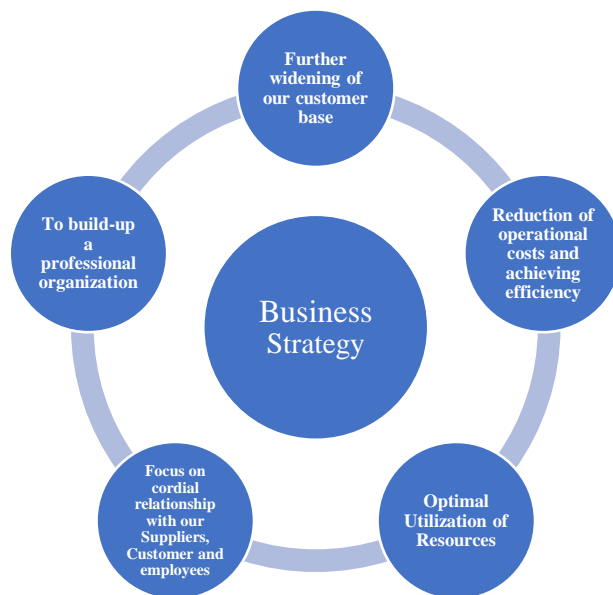 Further
widening of
our customer
base
Reduction of
operational
costs and
achieving
efficiency
Optimal
Utilization of
Resources
Focus on
cordial
relationship
with our
Suppliers,
Customer and
employees
To build-up
a
professional
organization
Business
Strategy